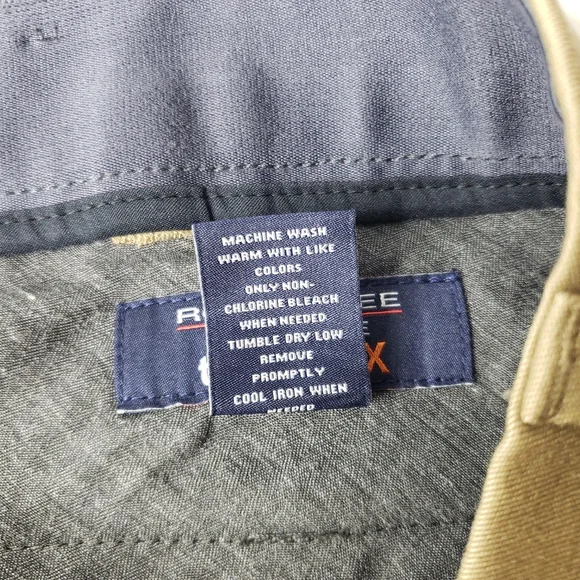 MACHINE WASH
WARM WITH LIKE
COLORS
ONLY NON-
CHLORINE BLEACH
WHEN NEEDED
TUMBLE DRY LOW
REMOVE
PROMPTLY
COOL IRON WHEN